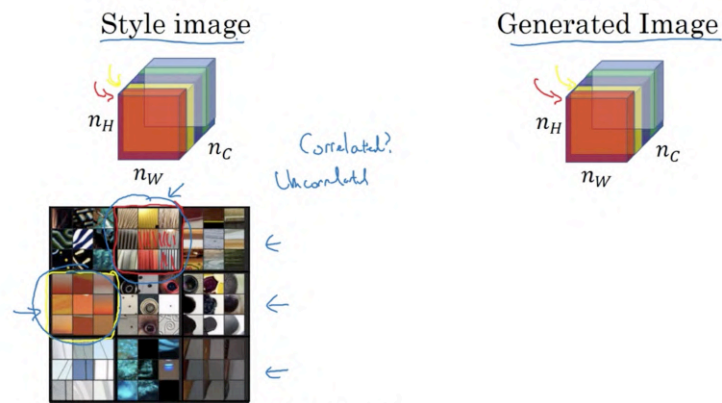 Style image
Generated Image
n_H
n_W
n_C
n_H
n_W
n_C
Correlated?
Uncorrelated